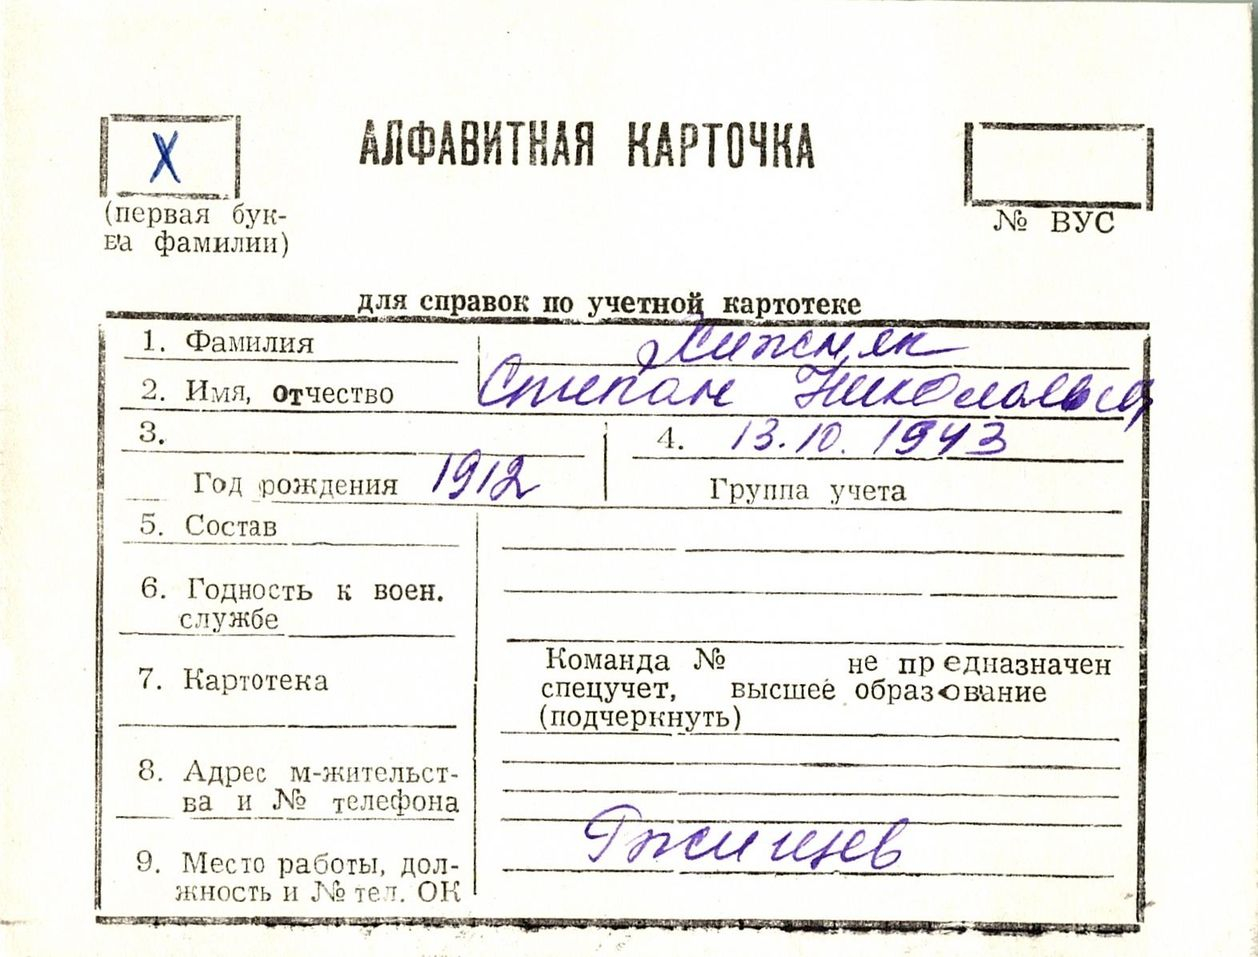 Х
АЛФАВИТНАЯ КАРТОЧКА
(первая бук-
ва фамилии)
№ ВУС
для справок по учетной картотеке
1. Фамилия Хижняк
2. Имя, отчество Степан Николаевич
3.
Год рождения 1912
4. 13.10.1943
Группа учета
5. Состав
6. Годность к воен.
службе
7. Картотека
Команда № не предназначен
спецучет, высшее образование
(подчеркнуть)
8. Адрес м-жительст-
ва и № телефона
Ржищев
9. Место работы, дол-
жность и № тел. ОК